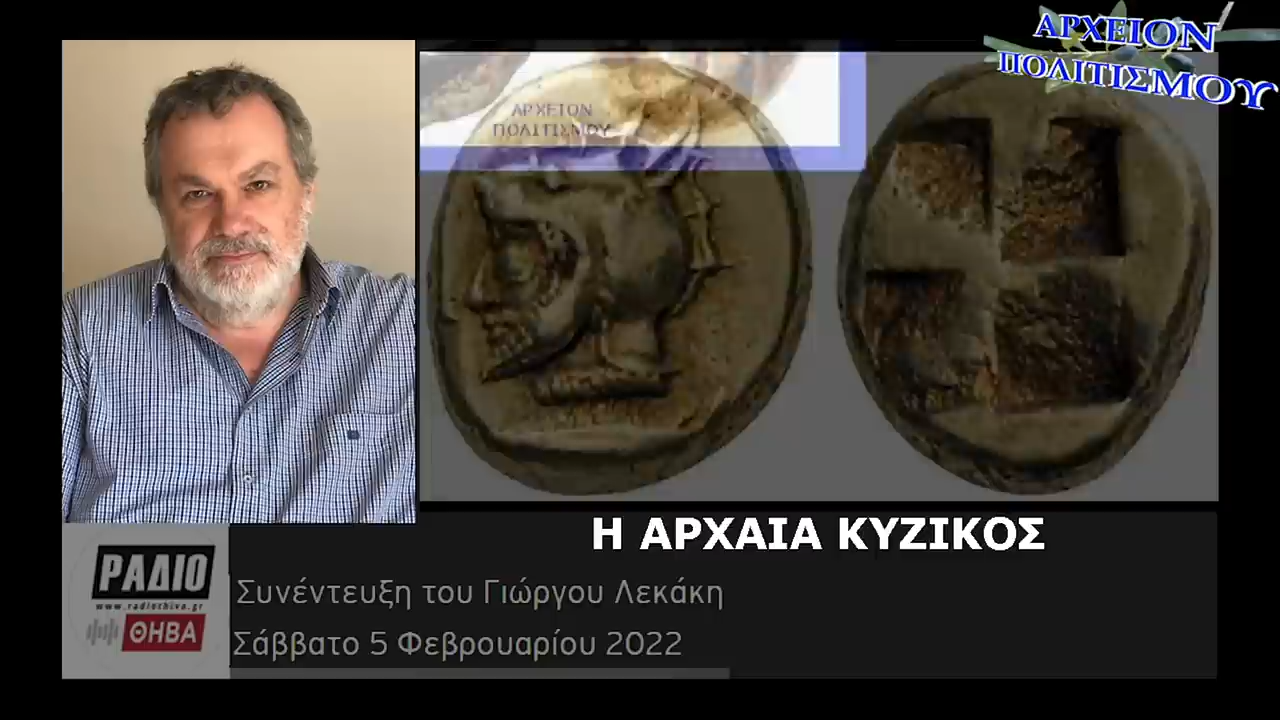 ΑΡΧΕΙΟΝ
ΠΟΛΙΤΙΣΜΟΥ
ΑΡΧΕΙΟΝ
ΠΟΛΙΤΙΣΜΟΥ
Η ΑΡΧΑΙΑ ΚΥΖΙΚΟΣ
Συνέντευξη του Γιώργου Λεκάκη
Σάββατο 5 Φεβρουαρίου 2022
ΡΑΔΙΟ
www.radiothiva.gr
ΘΗΒΑ